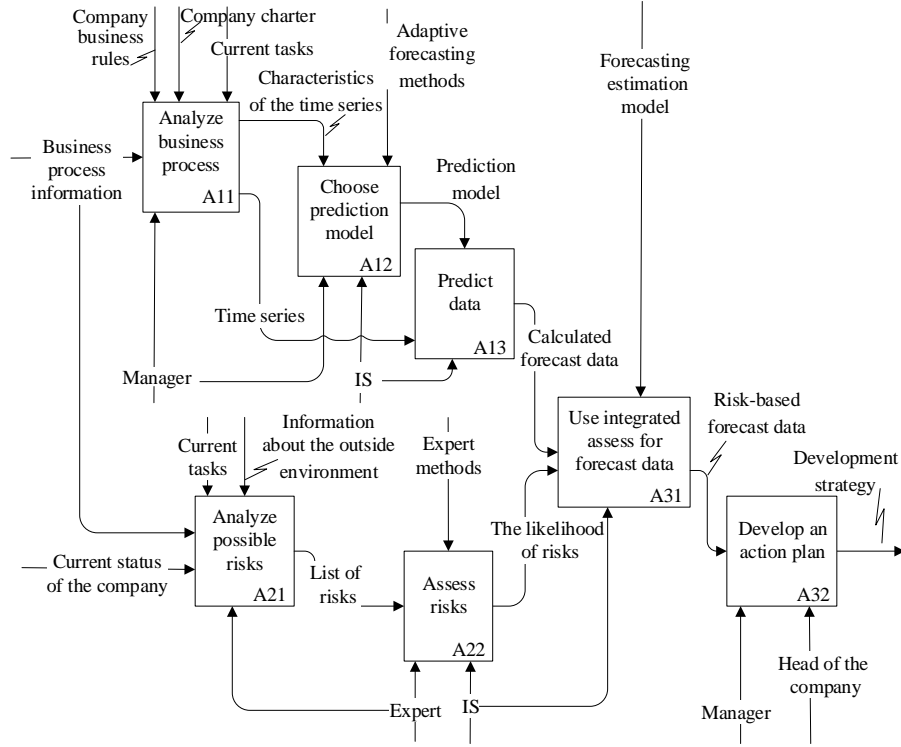 Company
business
rules
Company charter
Current tasks
Adaptive
forecasting
methods
Forecasting
estimation
model
Characteristics
of the time series
Analyze
business
process
A11
Business
process
information
Choose
prediction
model
A12
Prediction
model
Predict
data
A13
Time series
Calculated
forecast data
Manager
IS
Current
tasks
Information
about the outside
environment
Expert
methods
Use integrated
assess for
forecast data
A31
Risk-based
forecast data
Development
strategy
Analyze
possible
risks
A21
Current status
of the company
List of
risks
Assess
risks
A22
The likelihood
of risks
Develop an
action plan
A32
Expert
IS
Manager
Head of the
company